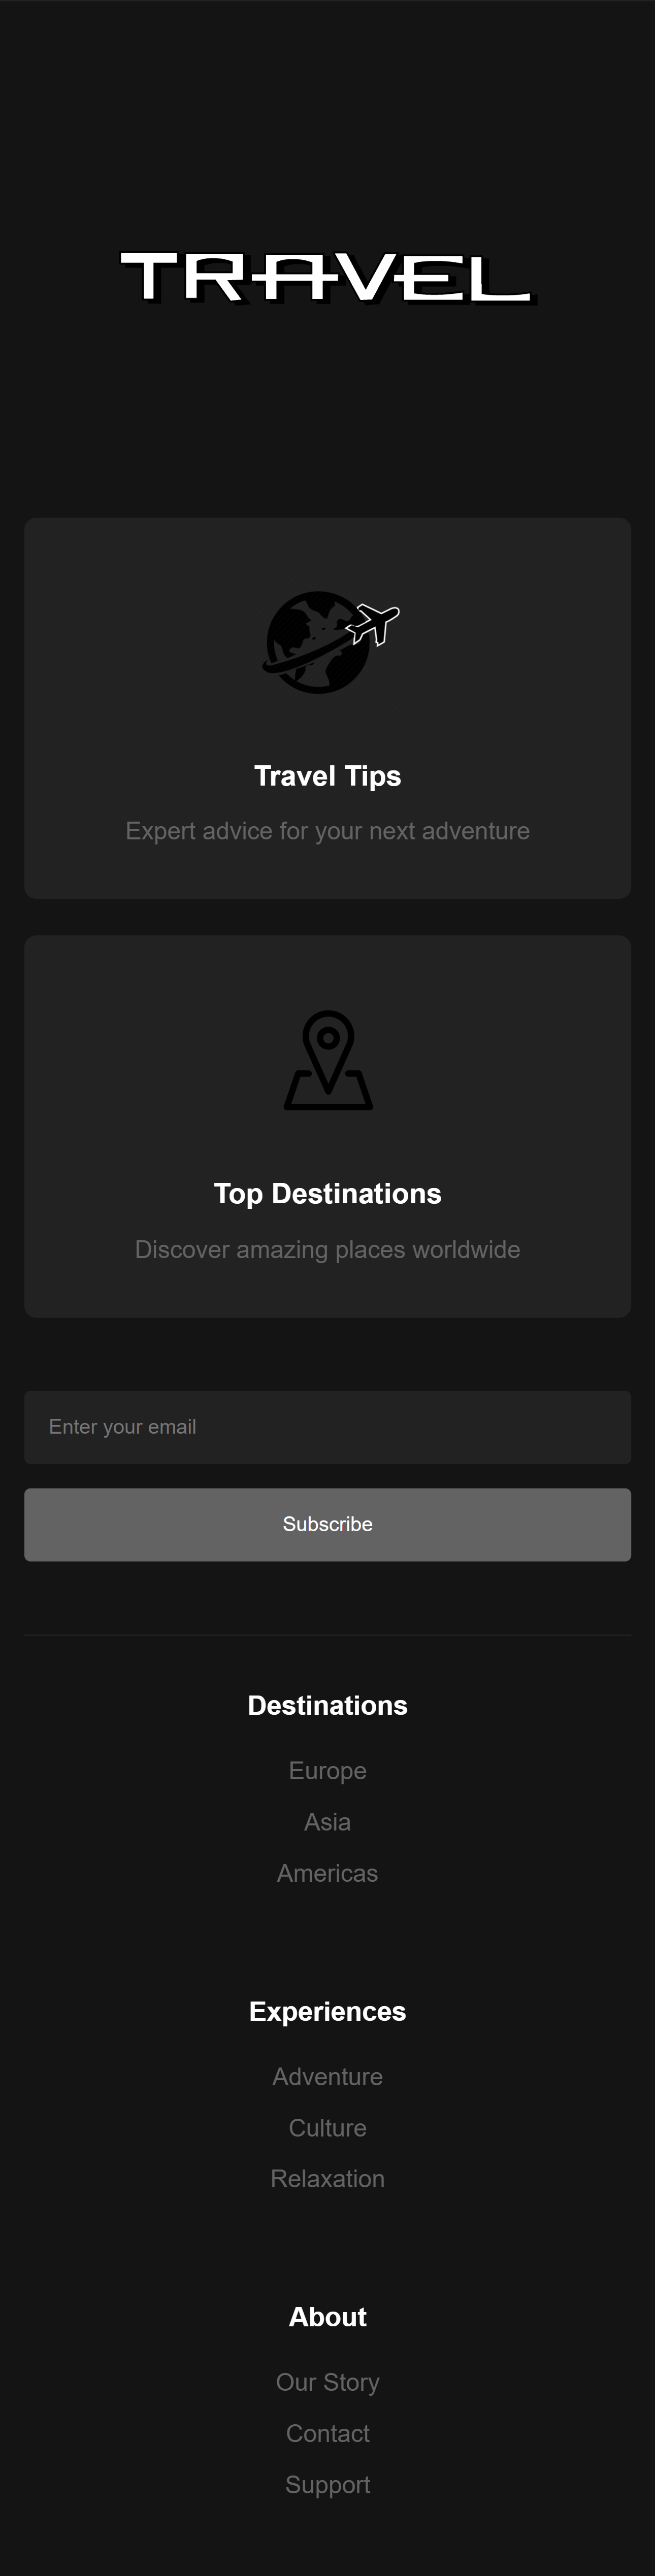 TRAVEL
Travel Tips
Expert advice for your next adventure
Top Destinations
Discover amazing places worldwide
Enter your email
Subscribe
Destinations
Europe
Asia
Americas
Experiences
Adventure
Culture
Relaxation
About
Our Story
Contact
Support